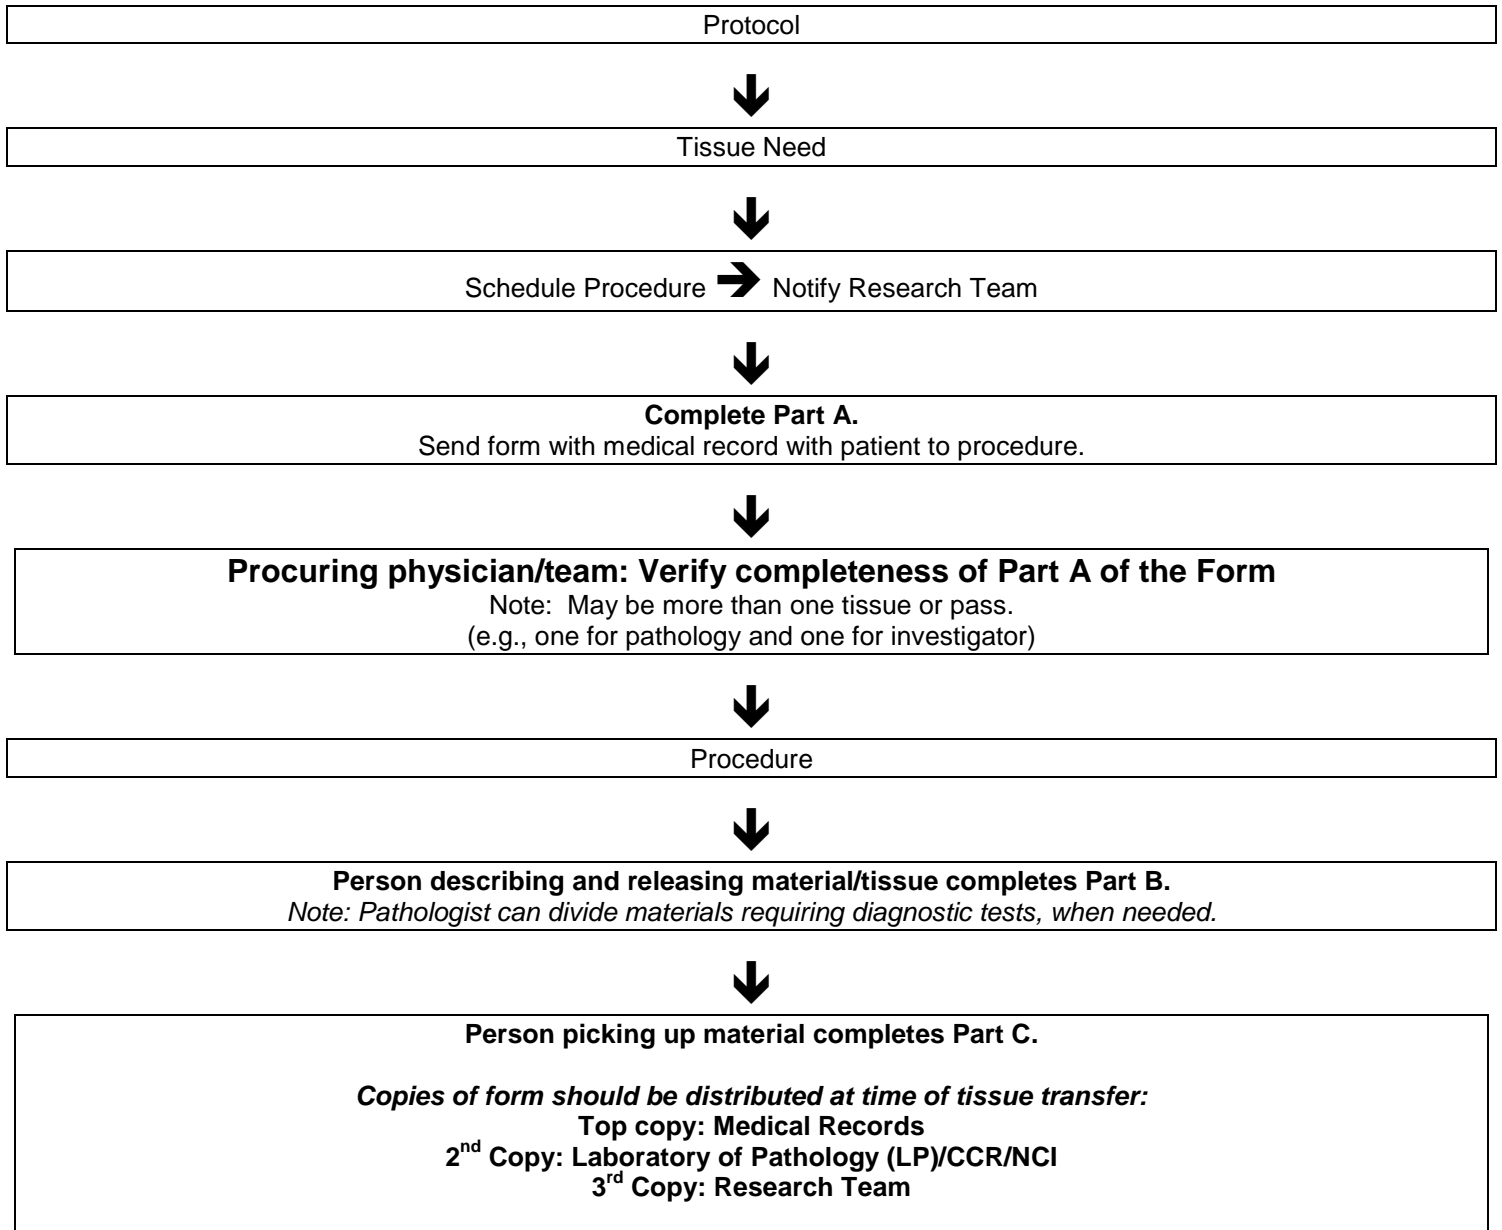 Protocol
Tissue Need
Schedule Procedure ➔ Notify Research Team
Complete Part A.
Send form with medical record with patient to procedure.
Procuring physician/team: Verify completeness of Part A of the Form
Note: May be more than one tissue or pass.
(e.g., one for pathology and one for investigator)
Procedure
Person describing and releasing material/tissue completes Part B.
Note: Pathologist can divide materials requiring diagnostic tests, when needed.
Person picking up material completes Part C.
Copies of form should be distributed at time of tissue transfer:
Top copy: Medical Records
2nd Copy: Laboratory of Pathology (LP)/CCR/NCI
3rd Copy: Research Team